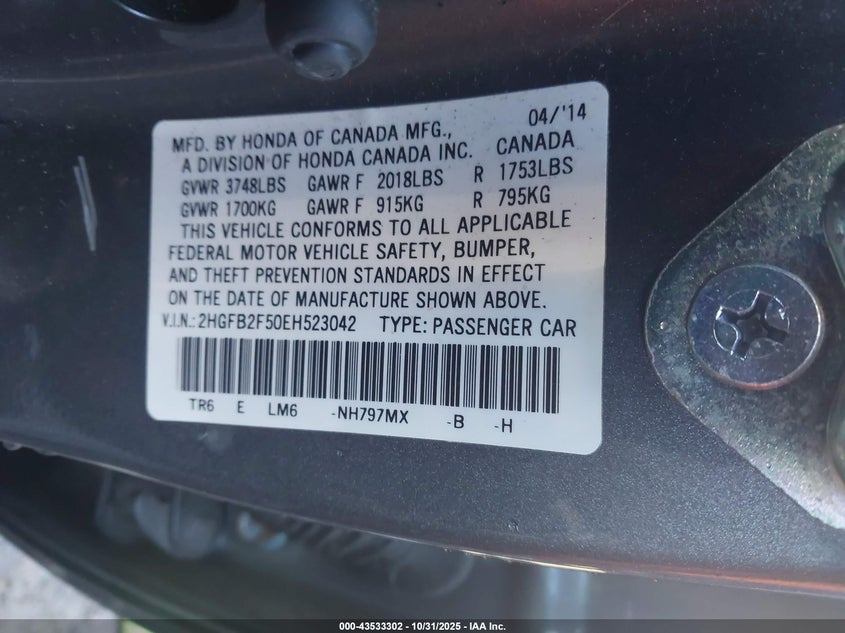 04/'14
MFD. BY HONDA OF CANADA MFG.,
A DIVISION OF HONDA CANADA INC. CANADA
GVWR 3748LBS GAWR F 2018LBS R 1753LBS
GVWR 1700KG GAWR F 915KG R 795KG
THIS VEHICLE CONFORMS TO ALL APPLICABLE
FEDERAL MOTOR VEHICLE SAFETY, BUMPER,
AND THEFT PREVENTION STANDARDS IN EFFECT
ON THE DATE OF MANUFACTURE SHOWN ABOVE.
V.I.N.: 2HGFB2F50EH523042 TYPE: PASSENGER CAR
TR6 E LM6 -NH797MX -B -H
000-43533302 | 10/31/2025 | IAA Inc.